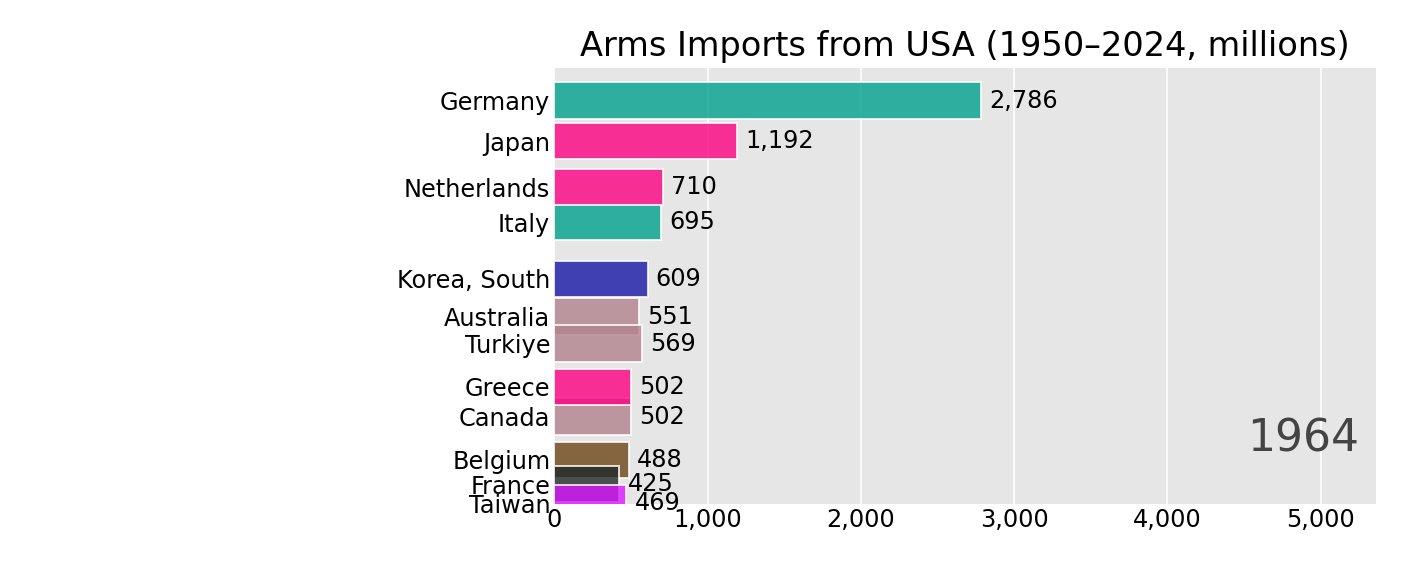 Arms Imports from USA (1950–2024, millions)
Germany 2,786
Japan 1,192
Netherlands 710
Italy 695
Korea, South 609
Australia 551
Turkiye 569
Greece 502
Canada 502
1964
Belgium 488
France 425
Taiwan 469
0 1,000 2,000 3,000 4,000 5,000